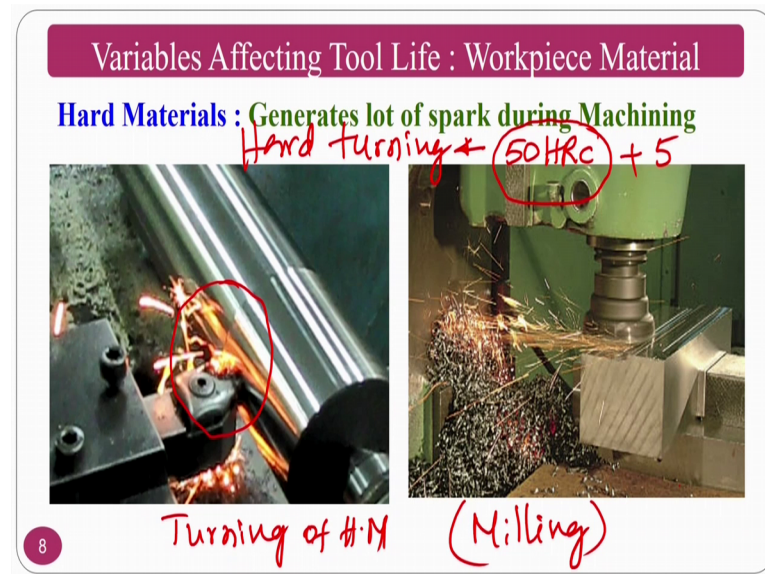 Variables Affecting Tool Life : Workpiece Material
Hard Materials : Generates lot of spark during Machining
Hard turning ← 50HRC + 5
Turning of H.M (Milling)
8